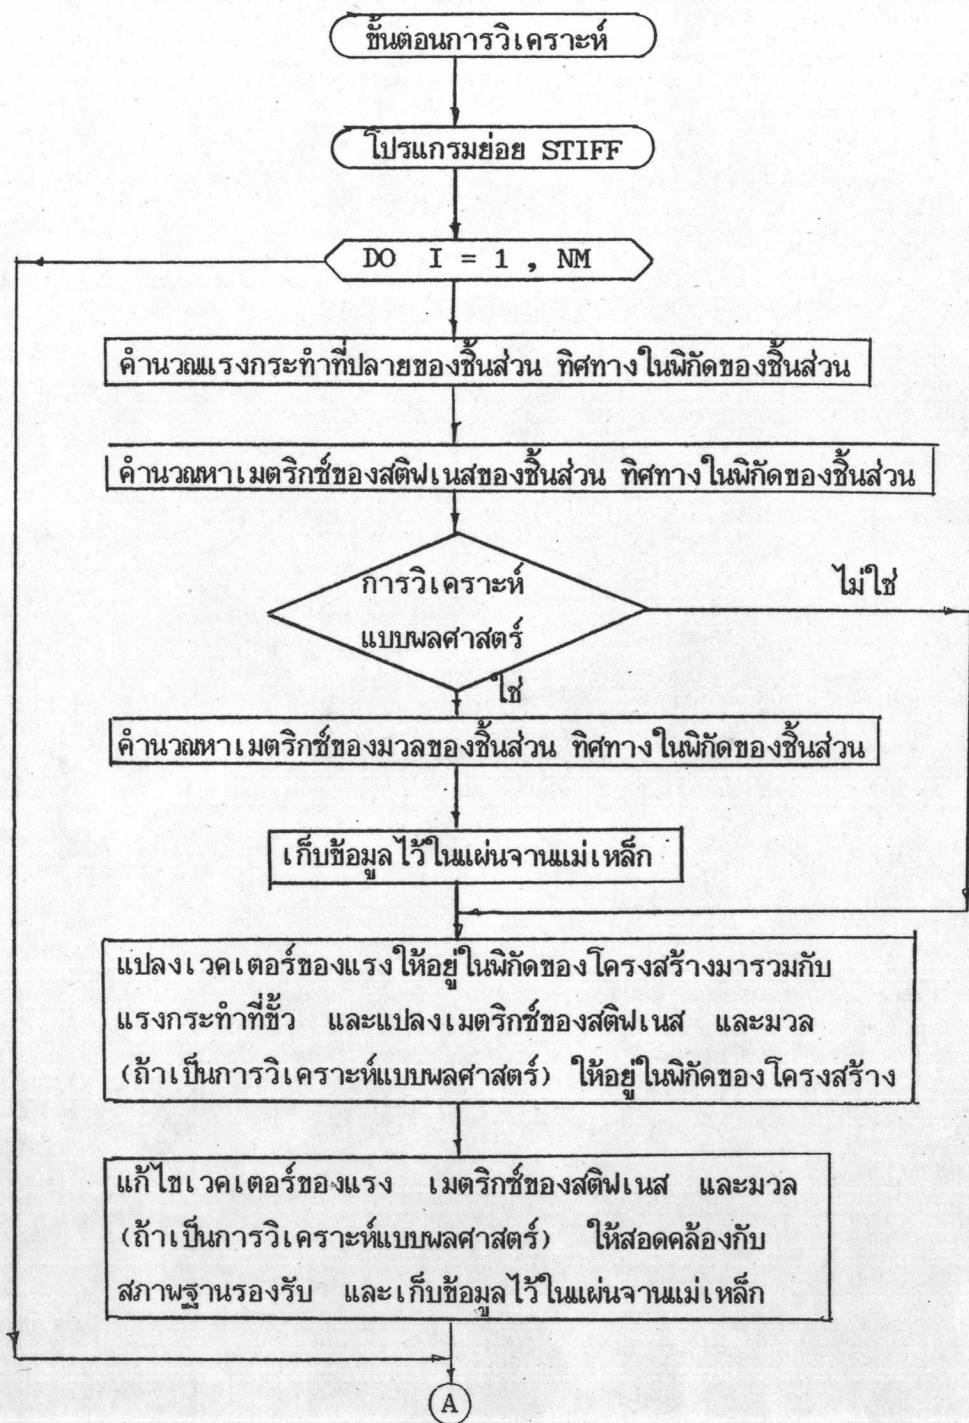 ขั้นตอนการวิเคราะห์
โปรแกรมย่อย STIFF
DO I = 1 , NM
คำนวณแรงกระทำที่ปลายของชิ้นส่วน ทิศทางในพิกัดของชิ้นส่วน
คำนวณหาเมตริกซ์ของสติฟเนสของชิ้นส่วน ทิศทางในพิกัดของชิ้นส่วน
การวิเคราะห์
แบบพลศาสตร์
ไม่ใช่
ใช่
คำนวณหาเมตริกซ์ของมวลของชิ้นส่วน ทิศทางในพิกัดของชิ้นส่วน
เก็บข้อมูลไว้ในแผ่นจานแม่เหล็ก
แปลงเวคเตอร์ของแรงให้อยู่ในพิกัดของโครงสร้างมารวมกับ
แรงกระทำที่ขั้ว และแปลงเมตริกซ์ของสติฟเนส และมวล
(ถ้าเป็นการวิเคราะห์แบบพลศาสตร์) ให้อยู่ในพิกัดของโครงสร้าง
แก้ไขเวคเตอร์ของแรง เมตริกซ์ของสติฟเนส และมวล
(ถ้าเป็นการวิเคราะห์แบบพลศาสตร์) ให้สอดคล้องกับ
สภาพฐานรองรับ และเก็บข้อมูลไว้ในแผ่นจานแม่เหล็ก
A